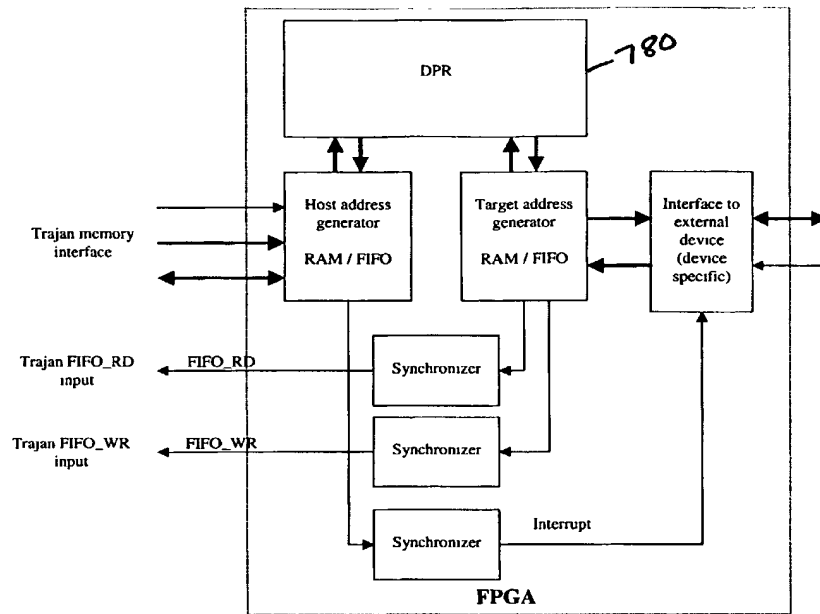 DPR
780
Host address
generator
RAM / FIFO
Target address
generator
RAM / FIFO
Interface to
external
device
(device
specific)
Trajan memory
interface
Trajan FIFO_RD
input
FIFO_RD
Synchronizer
Trajan FIFO_WR
input
FIFO_WR
Synchronizer
Synchronizer
Interrupt
FPGA